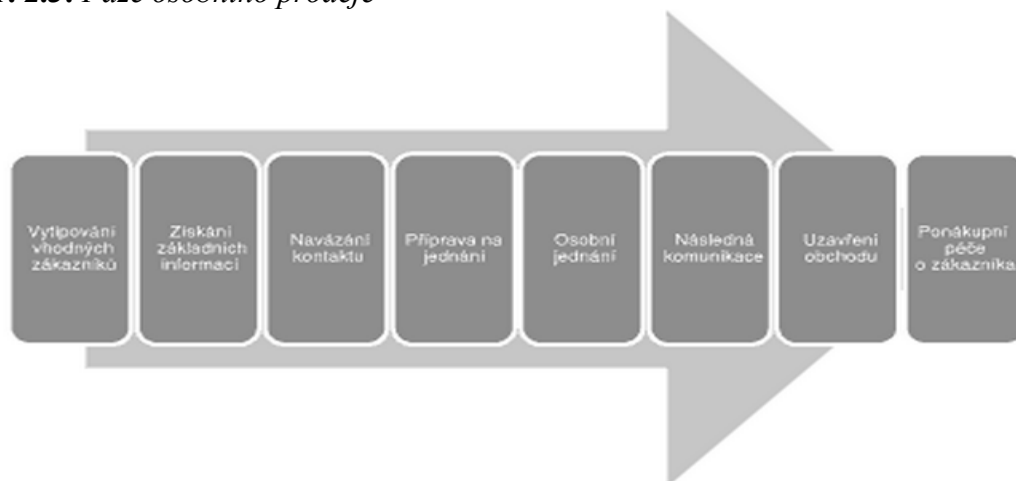 2.3: Fáze osobního prodeje
Vytipování
vhodných
zákazníků
Získání
základních
informací
Navázání
kontaktu
Příprava na
jednání
Osobní
jednání
Následná
komunikace
Uzavření
obchodu
Ponákupní
péče
o zákazníka